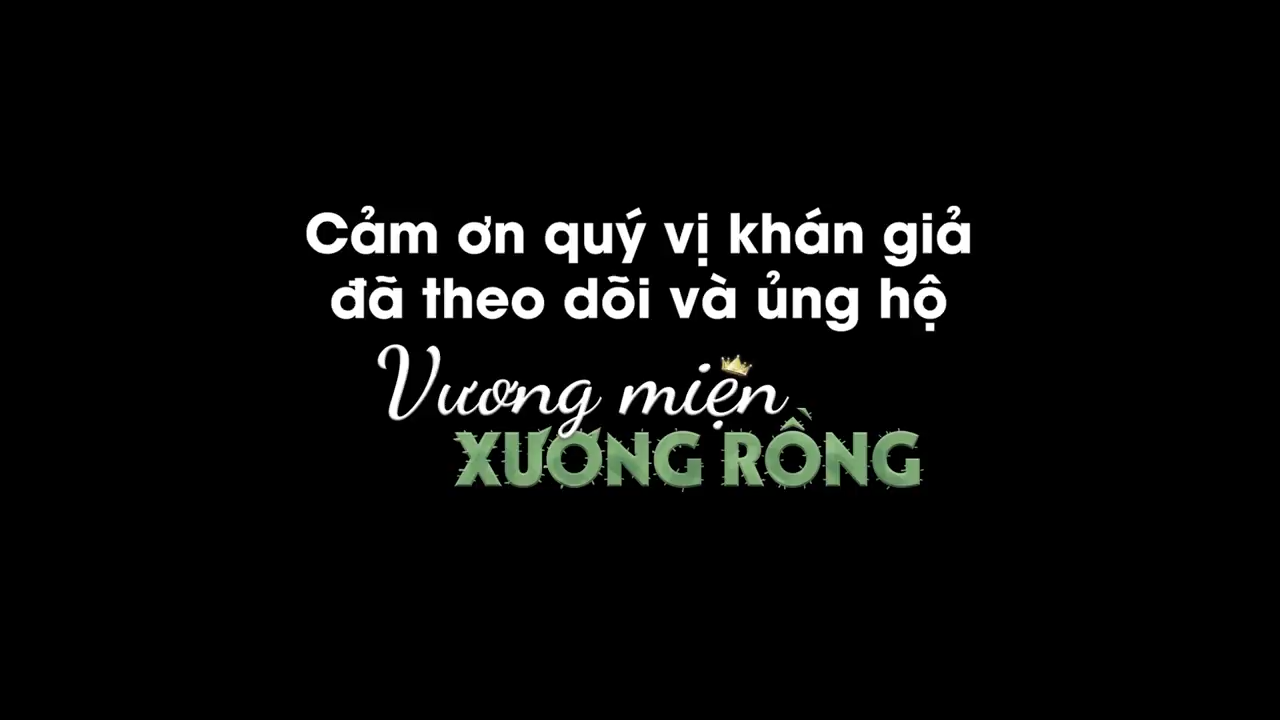 Cảm ơn quý vị khán giả
đã theo dõi và ủng hộ
Vương miện
XƯƠNG RỒNG